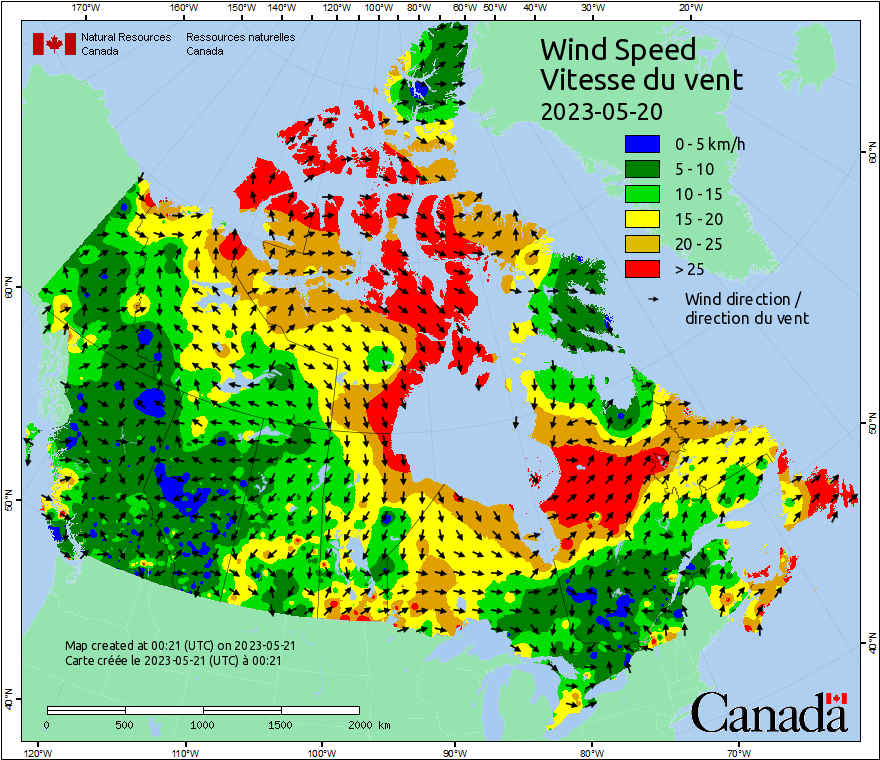 170°W 160°W 150°W 140°W 130°W 120°W 110°W 100°W 90°W 80°W 70°W 60°W 50°W 40°W 30°W 20°W
Natural Resources Ressources naturelles
Canada Canada
Wind Speed
Vitesse du vent
2023-05-20
0 - 5 km/h
5 - 10
10 - 15
15 - 20
20 - 25
> 25
Wind direction /
direction du vent
60°N
60°N
50°N
50°N
40°N
40°N
Map created at 00:21 (UTC) on 2023-05-21
Carte créée le 2023-05-21 (UTC) à 00:21
0 500 1000 1500 2000 km
Canada
120°W 110°W 100°W 90°W 80°W 70°W